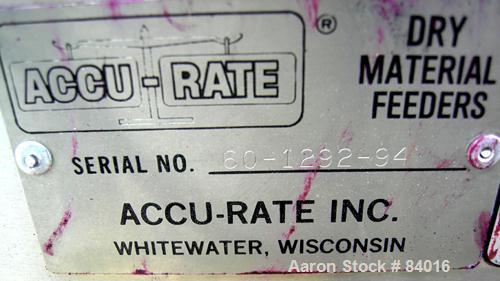 ACCU-RATE ®
DRY
MATERIAL
FEEDERS
SERIAL NO. 60-1292-94
ACCU-RATE INC.
WHITEWATER, WISCONSIN
Aaron Stock # 84016